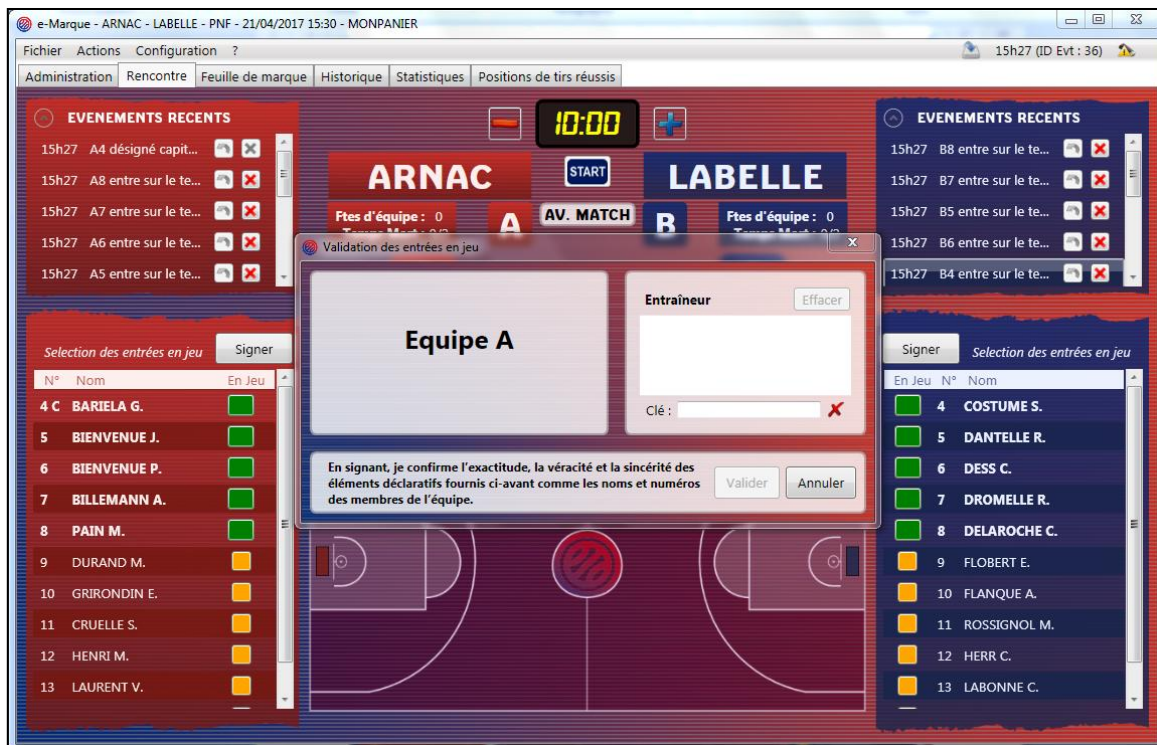 e-Marque - ARNAC - LABELLE - PNF - 21/04/2017 15:30 - MONPANIER
Fichier Actions Configuration ? 15h27 (ID Evt : 36)
Administration Rencontre Feuille de marque Historique Statistiques Positions de tirs réussis
EVENEMENTS RECENTS
15h27 A4 désigné capit...
15h27 A8 entre sur le te...
15h27 A7 entre sur le te...
15h27 A6 entre sur le te...
15h27 A5 entre sur le te...
10:00
START
ARNAC
LABELLE
Ftes d'équipe : 0
A
AV. MATCH
B
Ftes d'équipe : 0
EVENEMENTS RECENTS
15h27 B8 entre sur le te...
15h27 B7 entre sur le te...
15h27 B5 entre sur le te...
15h27 B6 entre sur le te...
15h27 B4 entre sur le te...
Validation des entrées en jeu
Equipe A
Entraîneur Effacer
Clé :
En signant, je confirme l'exactitude, la véracité et la sincérité des
éléments déclaratifs fournis ci-avant comme les noms et numéros
des membres de l'équipe.
Valider Annuler
Selection des entrées en jeu Signer
N° Nom En Jeu
4 C BARIELA G.
5 BIENVENUE J.
6 BIENVENUE P.
7 BILLEMANN A.
8 PAIN M.
9 DURAND M.
10 GRIRONDIN E.
11 CRUELLE S.
12 HENRI M.
13 LAURENT V.
Signer Selection des entrées en jeu
En Jeu N° Nom
4 COSTUME S.
5 DANTELLE R.
6 DESS C.
7 DROMELLE R.
8 DELAROCHE C.
9 FLOBERT E.
10 FLANQUE A.
11 ROSSIGNOL M.
12 HERR C.
13 LABONNE C.